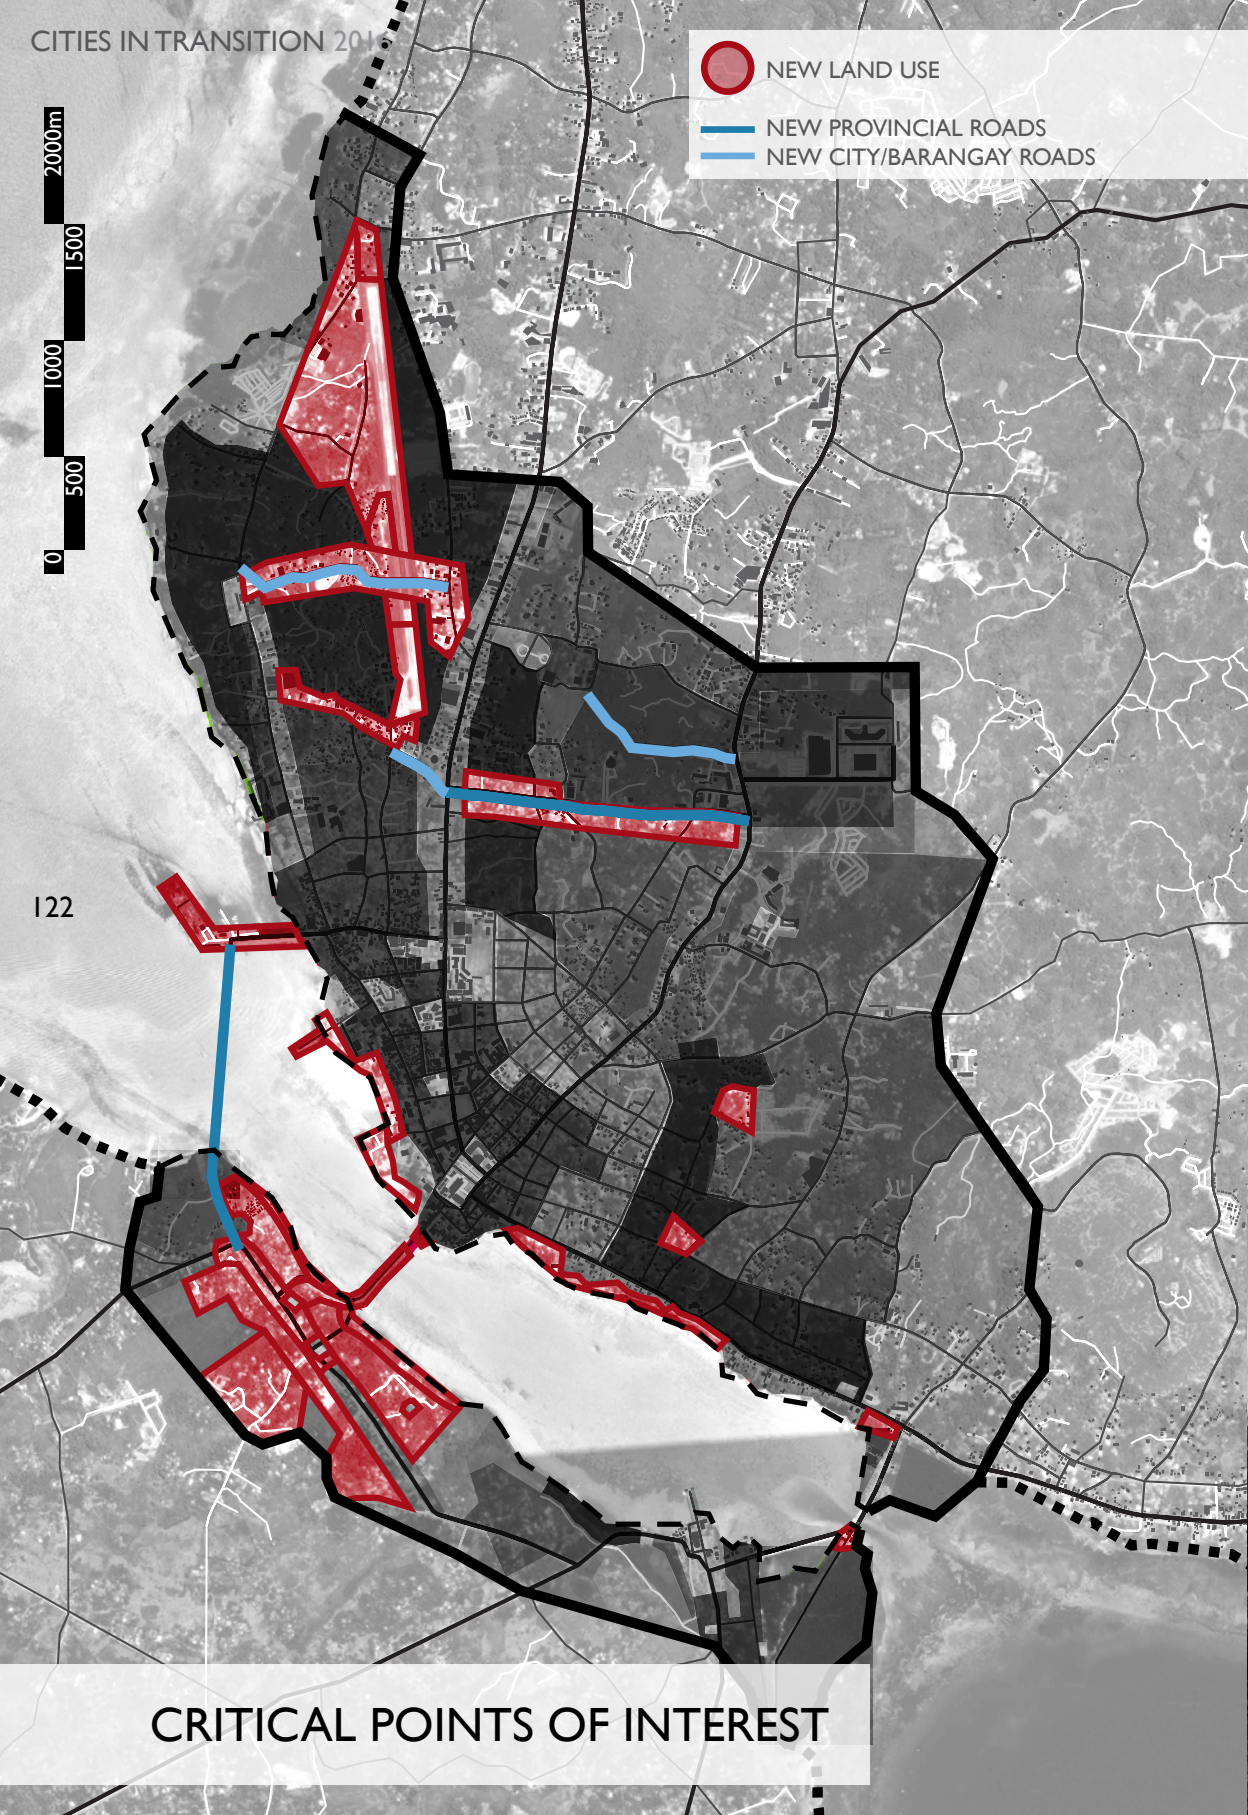 CITIES IN TRANSITION 201
NEW LAND USE
NEW PROVINCIAL ROADS
NEW CITY/BARANGAY ROADS
2000m
1500
1000
500
0
122
CRITICAL POINTS OF INTEREST